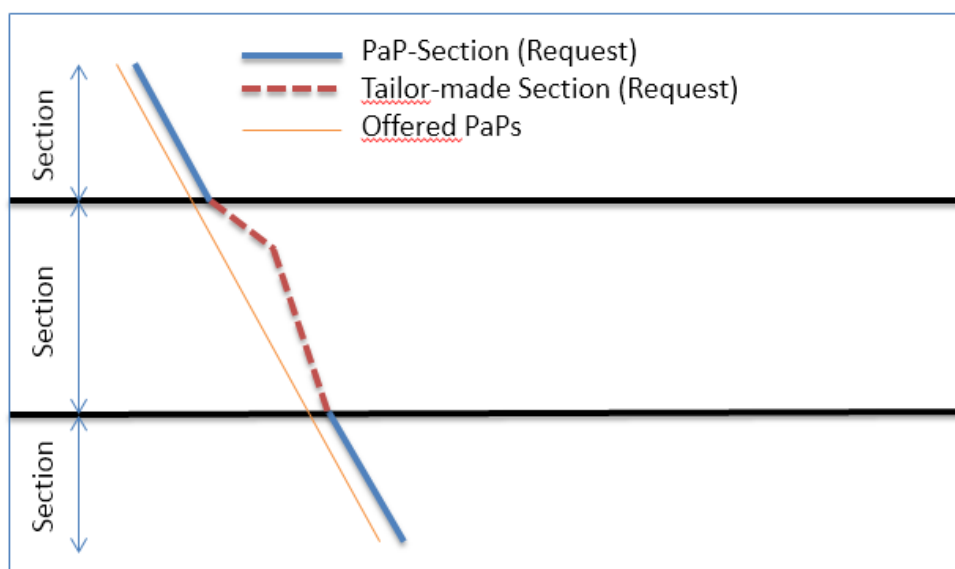 PaP-Section (Request)
Tailor-made Section (Request)
Offered PaPs
Section
Section
Section